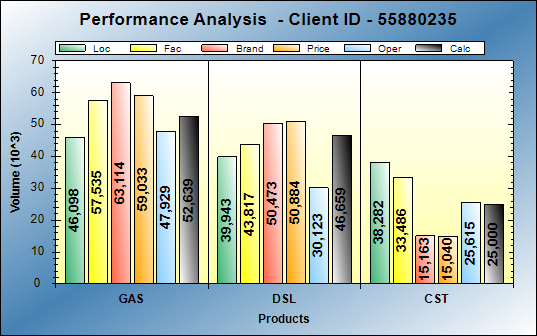 Performance Analysis - Client ID - 55880235
Loc Fac Brand Price Oper Calc
Volume (10^3)
70
60
50
40
30
20
10
0
46,098 57,535 63,114 59,033 47,929 52,639
39,943 43,817 50,473 50,884 30,123 46,659
38,282 33,486 15,163 15,040 25,615 25,000
GAS DSL CST
Products